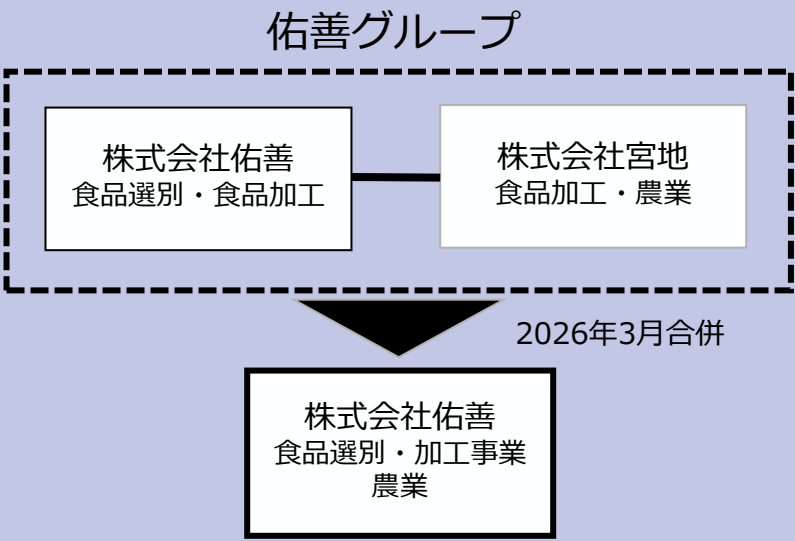 佑善グループ
株式会社佑善
食品選別・食品加工
株式会社宮地
食品加工・農業
2026年3月合併
株式会社佑善
食品選別・加工事業
農業